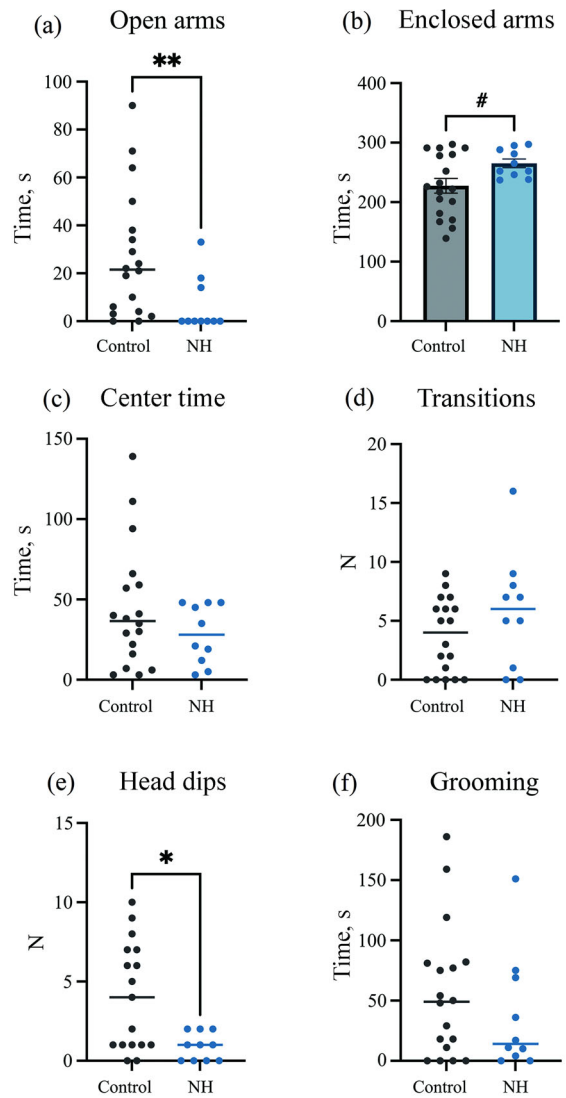 (a) Open arms
**
100
80
60
40
20
0
Time, s
Control NH
(b) Enclosed arms
#
400
300
200
100
0
Time, s
Control NH
(c) Center time
150
100
50
0
Time, s
Control NH
(d) Transitions
20
15
10
5
0
N
Control NH
(e) Head dips
*
15
10
5
0
N
Control NH
(f) Grooming
200
150
100
50
0
Time, s
Control NH